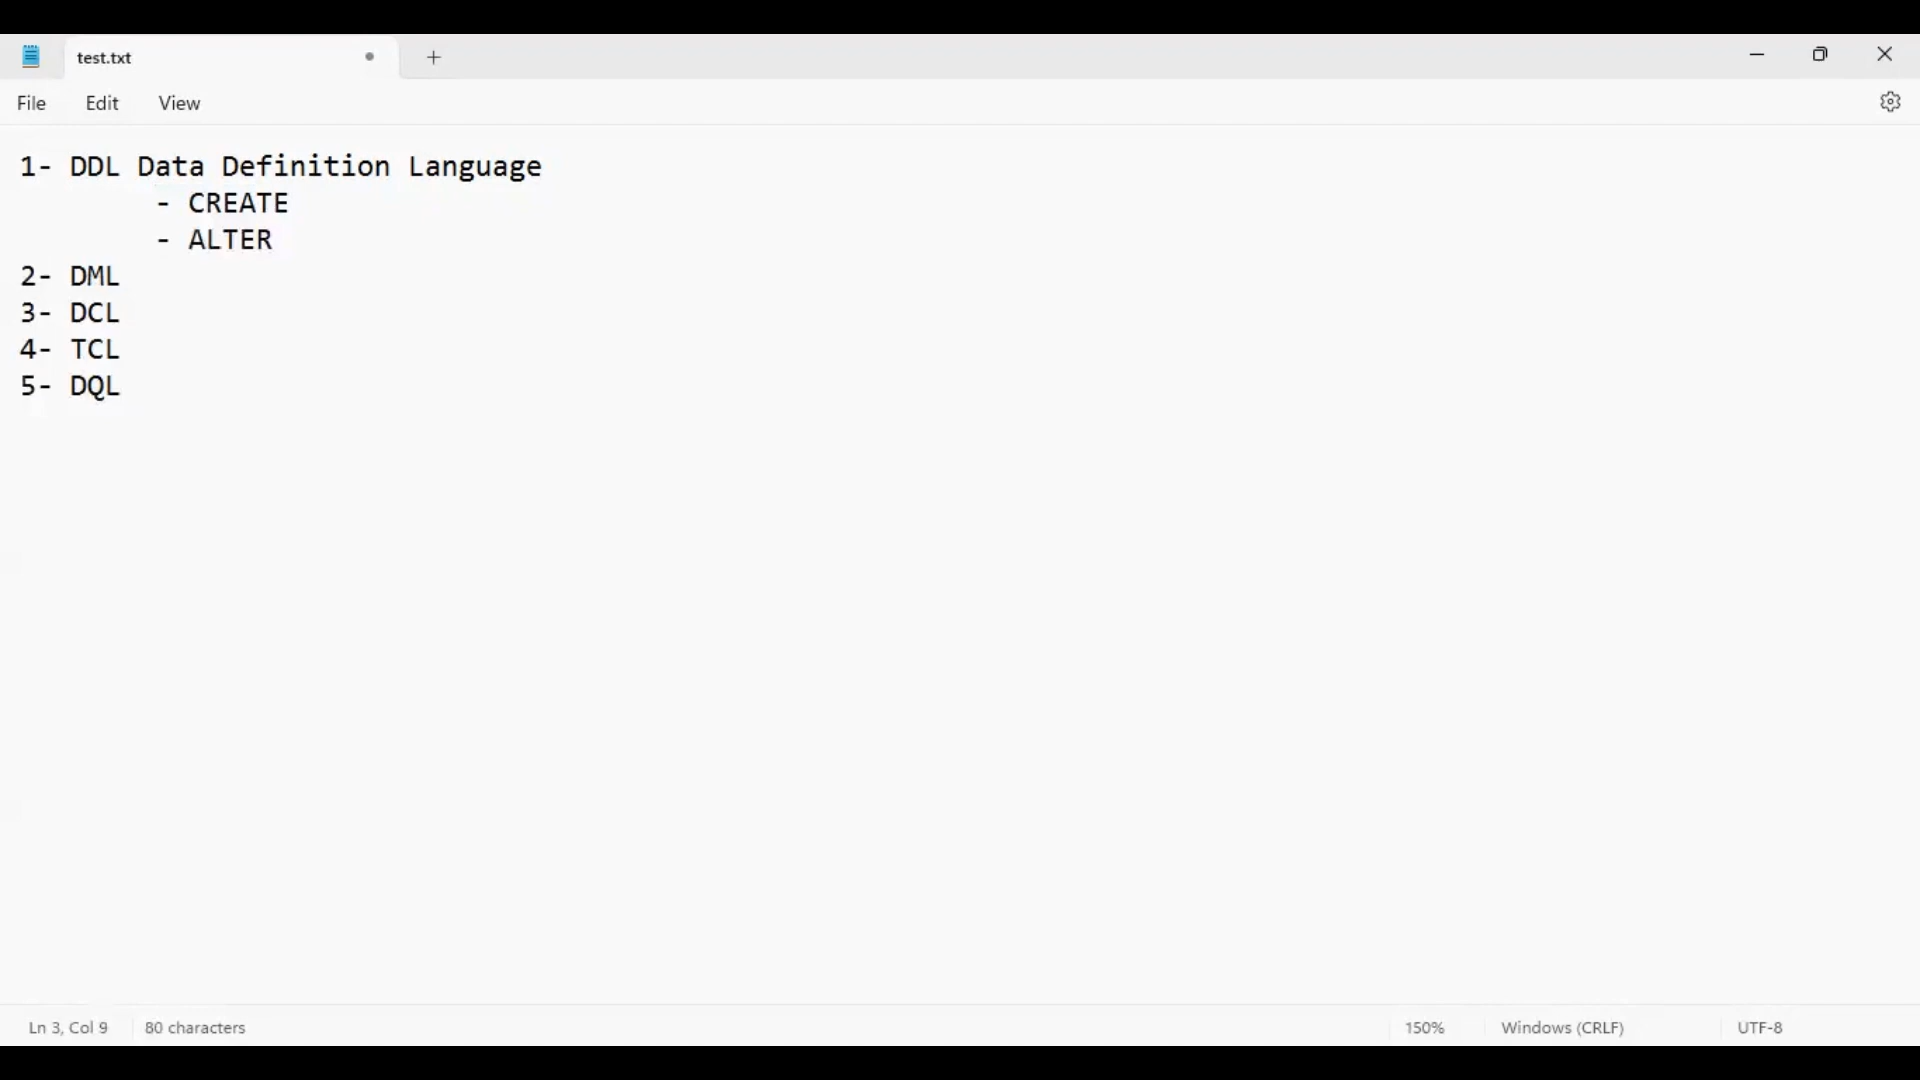 test.txt
File Edit View
1- DDL Data Definition Language
- CREATE
- ALTER
2- DML
3- DCL
4- TCL
5- DQL
Ln 3, Col 9 80 characters 150% Windows (CRLF) UTF-8